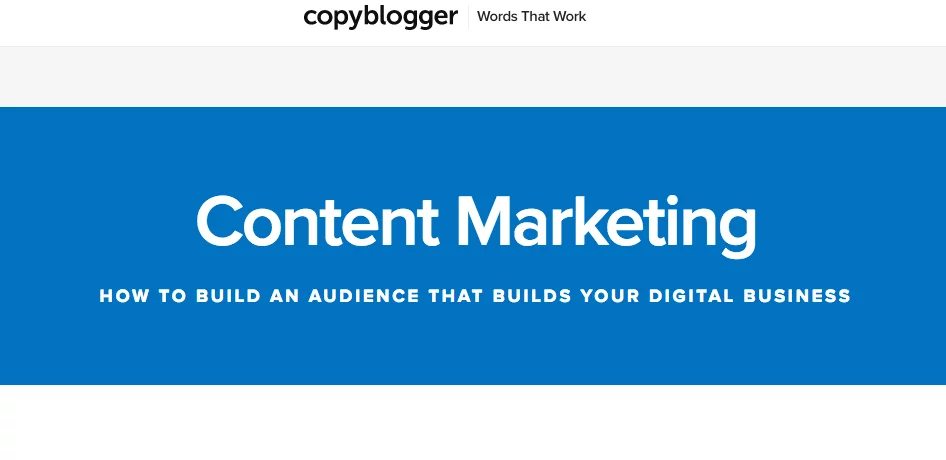 copyblogger Words That Work
Content Marketing
HOW TO BUILD AN AUDIENCE THAT BUILDS YOUR DIGITAL BUSINESS